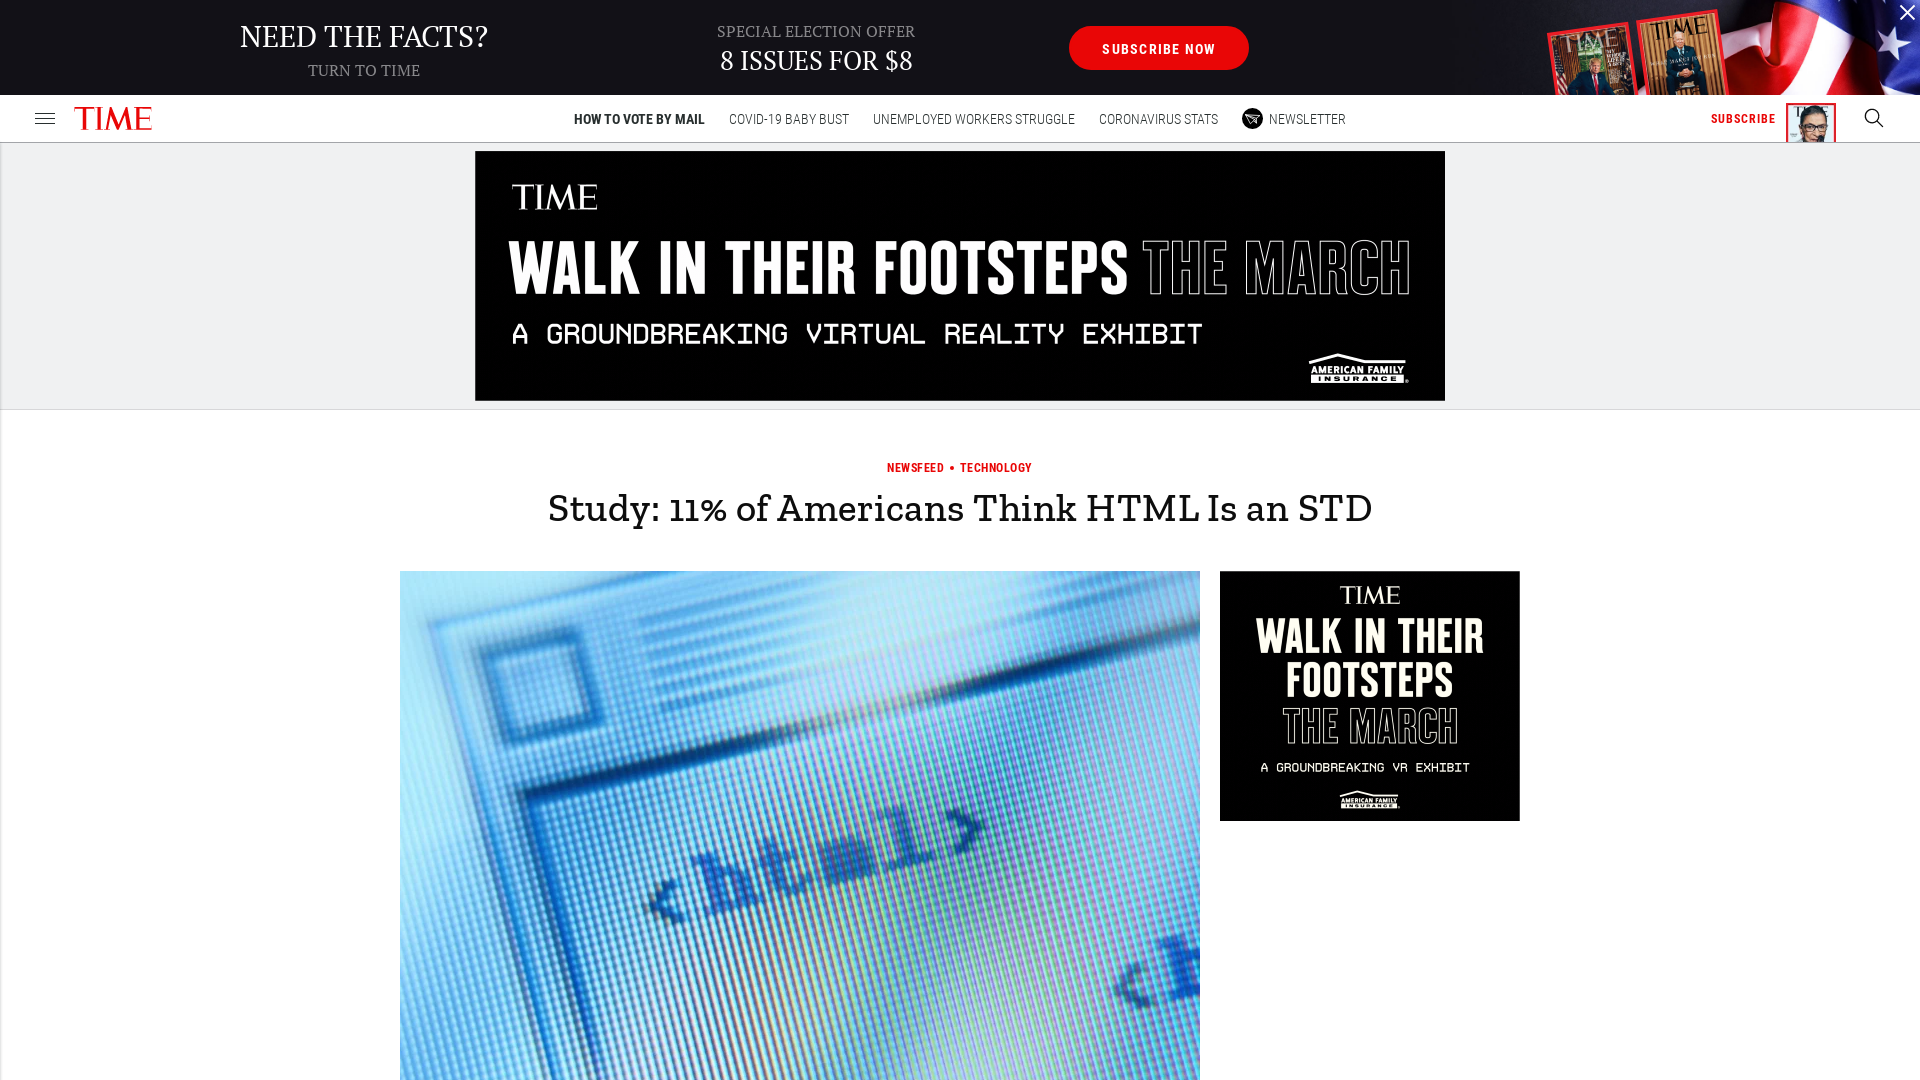 NEED THE FACTS?
TURN TO TIME
SPECIAL ELECTION OFFER
8 ISSUES FOR $8
SUBSCRIBE NOW
TIME
TIME
TIME
HOW TO VOTE BY MAIL
COVID-19 BABY BUST
UNEMPLOYED WORKERS STRUGGLE
CORONAVIRUS STATS
NEWSLETTER
SUBSCRIBE
TIME
WALK IN THEIR FOOTSTEPS THE MARCH
A GROUNDBREAKING VIRTUAL REALITY EXHIBIT
AMERICAN FAMILY
INSURANCE
NEWSFEED • TECHNOLOGY
Study: 11% of Americans Think HTML Is an STD
<html>
<h
TIME
WALK IN THEIR
FOOTSTEPS
THE MARCH
A GROUNDBREAKING VR EXHIBIT
AMERICAN FAMILY
INSURANCE